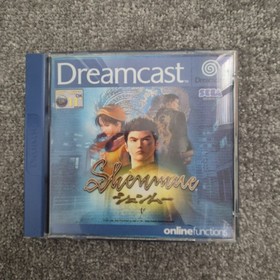 Dreamcast
SEGA
Shenmue
シェンムー
onlinefunctions